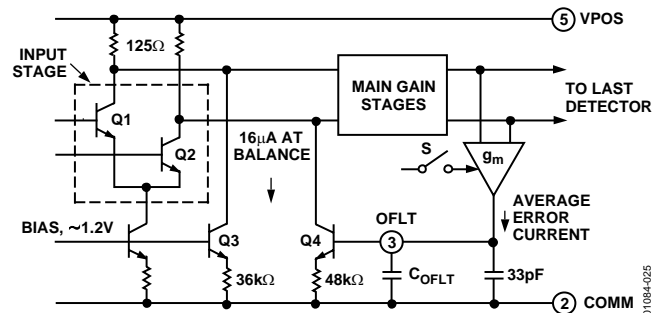 5 VPOS
125Ω
INPUT
STAGE
Q1
Q2
MAIN GAIN
STAGES
TO LAST
DETECTOR
16µA AT
BALANCE
S
gm
AVERAGE
ERROR
CURRENT
BIAS, ~1.2V
Q3
Q4
OFLT
3
36kΩ
48kΩ
COFLT
33pF
2 COMM
01084-025